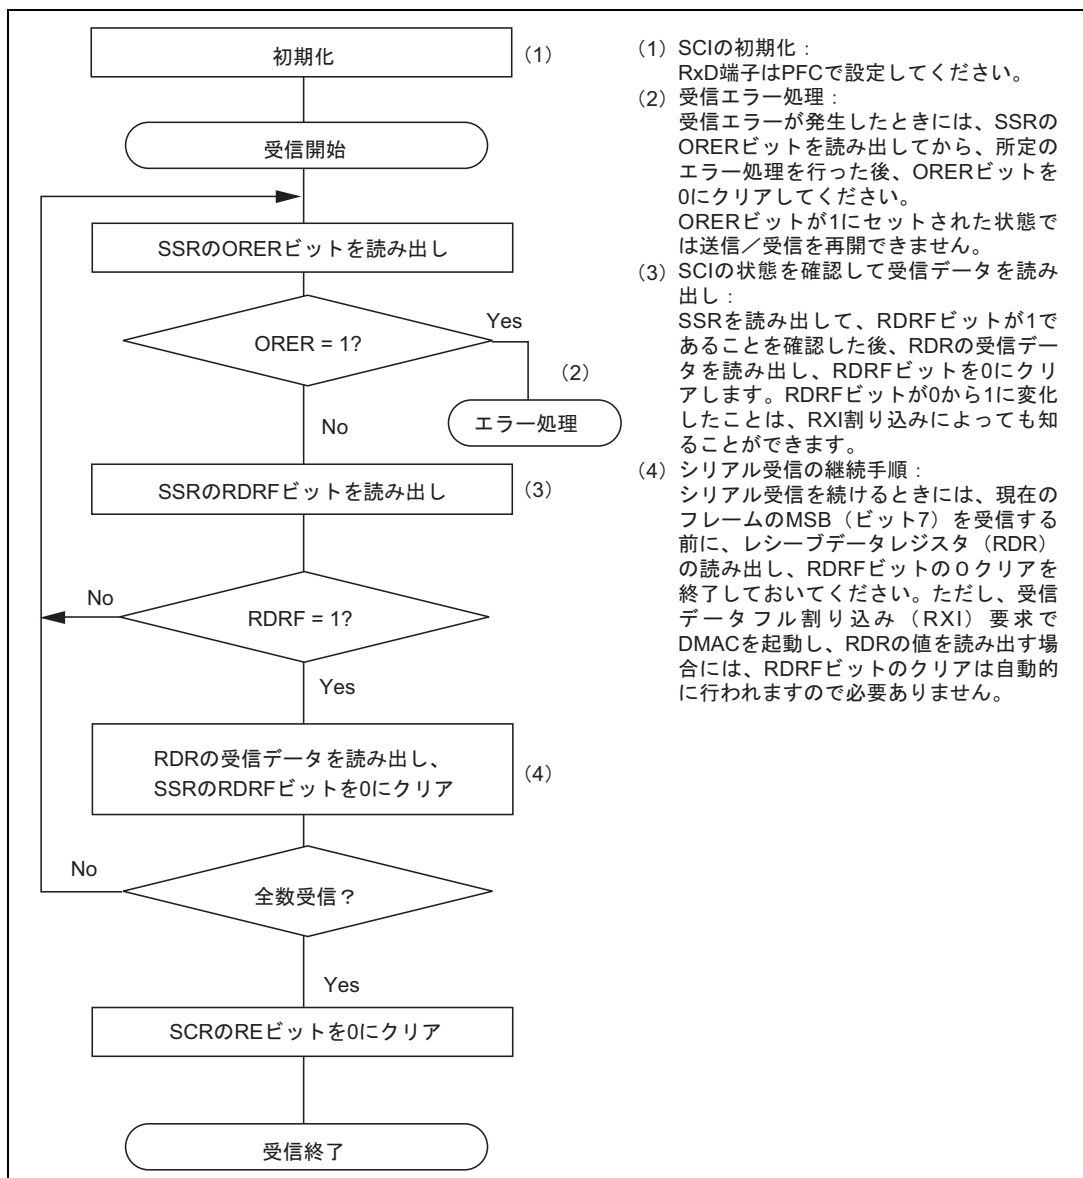 初期化
(1)
受信開始
SSRのORERビットを読み出し
ORER = 1?
Yes
(2)
エラー処理
No
SSRのRDRFビットを読み出し
(3)
RDRF = 1?
No
Yes
RDRの受信データを読み出し、
SSRのRDRFビットを0にクリア
(4)
全数受信？
No
Yes
SCRのREビットを0にクリア
受信終了
(1) SCIの初期化：
RxD端子はPFCで設定してください。
(2) 受信エラー処理：
受信エラーが発生したときには、SSRの
ORERビットを読み出してから、所定の
エラー処理を行った後、ORERビットを
0にクリアしてください。
ORERビットが1にセットされた状態で
は送信／受信を再開できません。
(3) SCIの状態を確認して受信データを読み
出し：
SSRを読み出して、RDRFビットが1で
あることを確認した後、RDRの受信デー
タを読み出し、RDRFビットを0にクリ
アします。RDRFビットが0から1に変化
したことは、RXI割り込みによっても知
ることができます。
(4) シリアル受信の継続手順：
シリアル受信を続けるときには、現在の
フレームのMSB（ビット7）を受信する
前に、レシーブデータレジスタ（RDR）
の読み出し、RDRFビットの０クリアを
終了しておいてください。ただし、受信
データフル割り込み（RXI）要求で
DMACを起動し、RDRの値を読み出す場
合には、RDRFビットのクリアは自動的
に行われますので必要ありません。